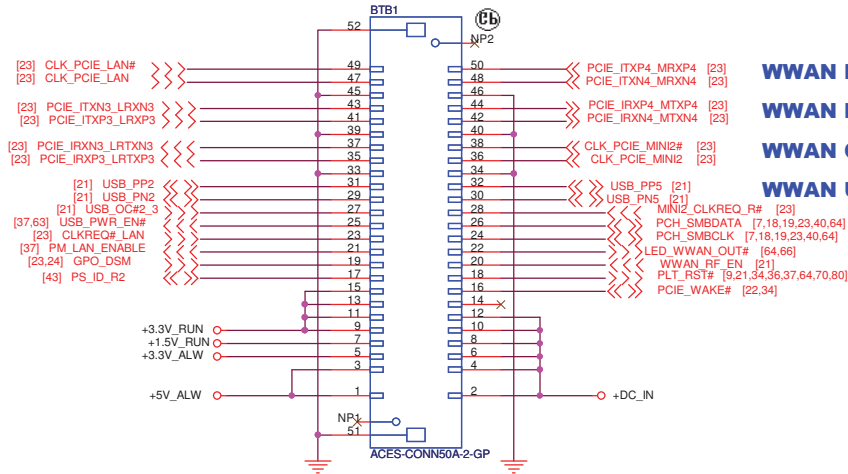 BTB1
Cb
52
NP2
[23] CLK_PCIE_LAN# 49 50 PCIE_ITXP4_MRXP4 [23] WWAN
[23] CLK_PCIE_LAN 47 48 PCIE_ITXN4_MRXN4 [23]
45 46
[23] PCIE_ITXN3_LRXN3 43 44 PCIE_IRXP4_MTXP4 [23] WWAN
[23] PCIE_ITXP3_LRXP3 41 42 PCIE_IRXN4_MTXN4 [23]
39 40
[23] PCIE_IRXN3_LRTXN3 37 38 CLK_PCIE_MINI2# [23] WWAN
[23] PCIE_IRXP3_LRTXP3 35 36 CLK_PCIE_MINI2 [23]
33 34
[21] USB_PP2 31 32 USB_PP5 [21] WWAN
[21] USB_PN2 29 30 USB_PN5 [21]
[21] USB_OC#2_3 27 28 MINI2_CLKREQ_R# [23]
[37,63] USB_PWR_EN# 25 26 PCH_SMBDATA [7,18,19,23,40,64]
[23] CLKREQ#_LAN 23 24 PCH_SMBCLK [7,18,19,23,40,64]
[37] PM_LAN_ENABLE 21 22 LED_WWAN_OUT# [64,66]
[23,24] GPO_DSM 19 20 WWAN_RF_EN [21]
[43] PS_ID_R2 17 18 PLT_RST# [9,21,34,36,37,64,70,80]
15 16 PCIE_WAKE# [22,34]
13 14
11 12
+3.3V_RUN 9 10
+1.5V_RUN 7 8
+3.3V_ALW 5 6
3 4
+5V_ALW 1 2 +DC_IN
NP1
51
ACES-CONN50A-2-GP